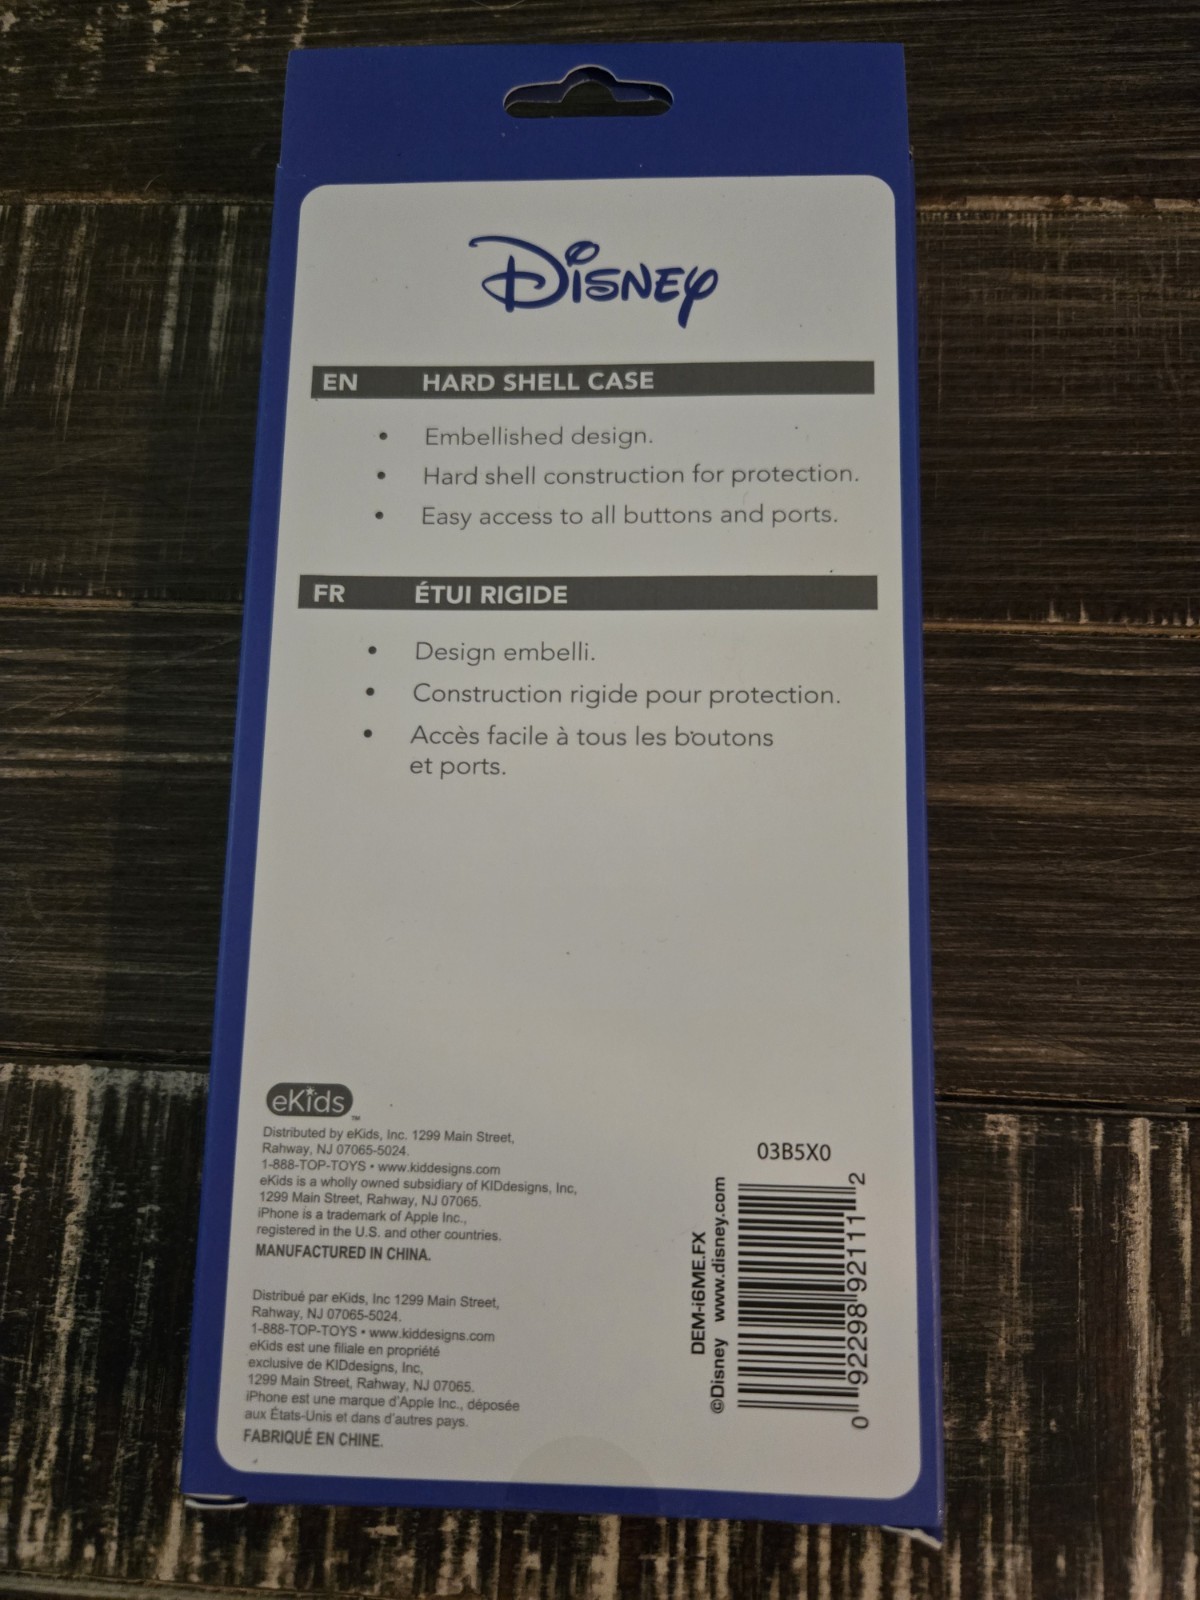 Disney
EN HARD SHELL CASE
• Embellished design.
• Hard shell construction for protection.
• Easy access to all buttons and ports.
FR ÉTUI RIGIDE
• Design embelli.
• Construction rigide pour protection.
• Accès facile à tous les boutons
et ports.
eKids™
Distributed by eKids, Inc. 1299 Main Street,
Rahway, NJ 07065-5024.
1-888-TOP-TOYS • www.kiddesigns.com
eKids is a wholly owned subsidiary of KIDdesigns, Inc,
1299 Main Street, Rahway, NJ 07065.
iPhone is a trademark of Apple Inc.,
registered in the U.S. and other countries.
MANUFACTURED IN CHINA.
Distribué par eKids, Inc 1299 Main Street,
Rahway, NJ 07065-5024.
1-888-TOP-TOYS • www.kiddesigns.com
eKids est une filiale en propriété
exclusive de KIDdesigns, Inc,
1299 Main Street, Rahway, NJ 07065.
iPhone est une marque d'Apple Inc., déposée
aux États-Unis et dans d'autres pays.
FABRIQUÉ EN CHINE.
03B5X0
DEM-i6ME.FX
©Disney www.disney.com
0 92298 92111 2